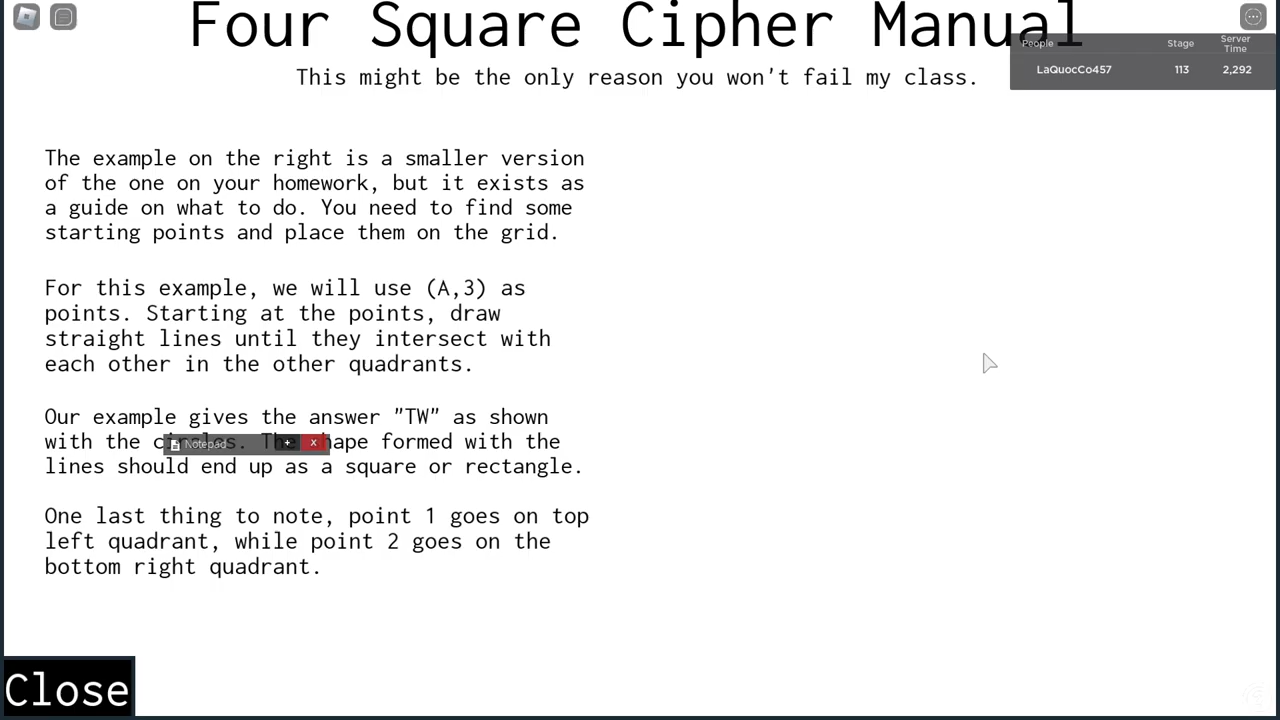 Four Square Cipher Manual
This might be the only reason you won't fail my class.
People Stage Server Time
LaQuocCo457 113 2,292
The example on the right is a smaller version
of the one on your homework, but it exists as
a guide on what to do. You need to find some
starting points and place them on the grid.
For this example, we will use (A,3) as
points. Starting at the points, draw
straight lines until they intersect with
each other in the other quadrants.
Our example gives the answer "TW" as shown
with the circles. The shape formed with the
Notepad + X
lines should end up as a square or rectangle.
One last thing to note, point 1 goes on top
left quadrant, while point 2 goes on the
bottom right quadrant.
Close